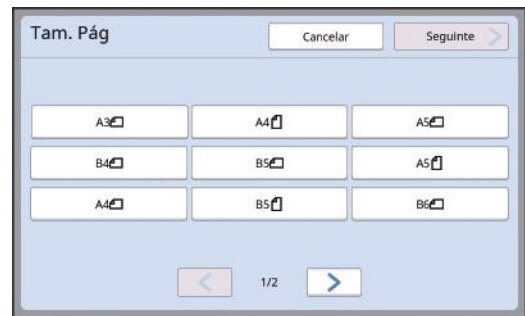 Tam. Pág
Cancelar
Seguinte
A3
A4
A5
B4
B5
A5
A4
B5
B6
1/2